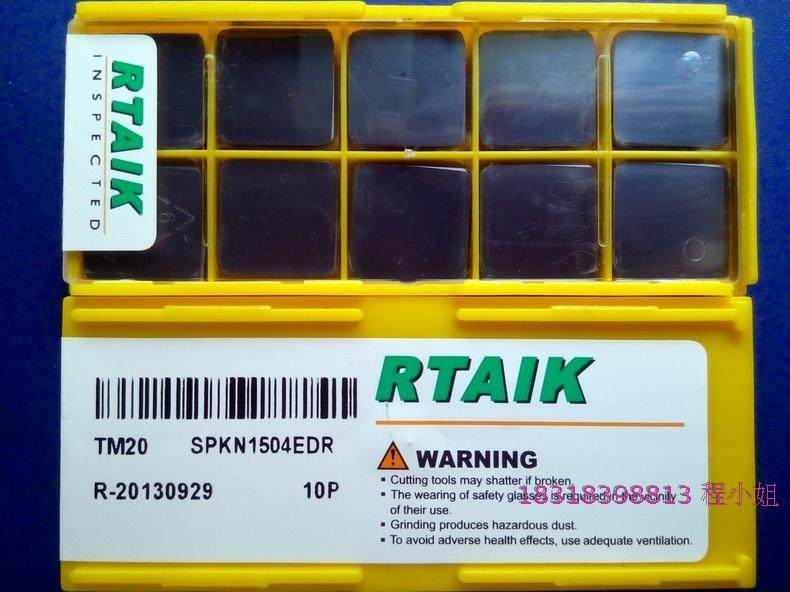 RTAIK
INSPECTED
RTAIK
TM20 SPKN1504EDR
R-20130929 10P
WARNING
▪ Cutting tools may shatter if broken.
▪ The wearing of safety glasses is required in the vicinity
of their use.
▪ Grinding produces hazardous dust.
▪ To avoid adverse health effects, use adequate ventilation.
18318398813 程小姐